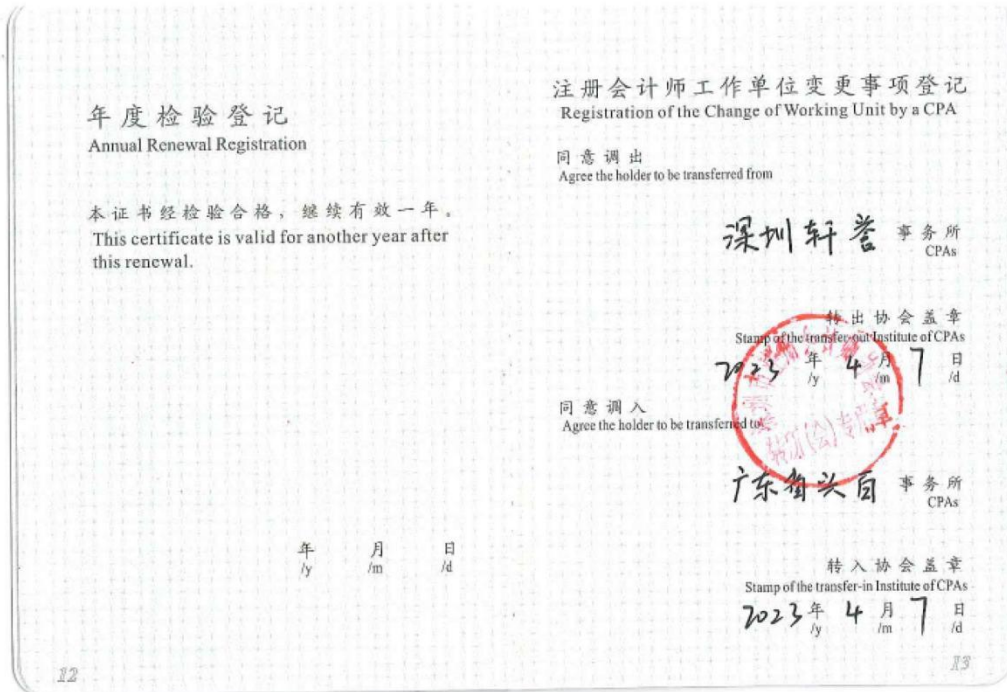 年度检验登记
Annual Renewal Registration
本证书经检验合格，继续有效一年。
This certificate is valid for another year after
this renewal.
年 月 日
/y /m /d
12
注册会计师工作单位变更事项登记
Registration of the Change of Working Unit by a CPA
同意调出
Agree the holder to be transferred from
深圳轩誉 事务所
CPAs
转出协会盖章
Stamp of the transfer-out Institute of CPAs
2023 年 4 月 7 日
/y /m /d
同意调入
Agree the holder to be transferred to
广东省兴百 事务所
CPAs
转入协会盖章
Stamp of the transfer-in Institute of CPAs
2023 年 4 月 7 日
/y /m /d
13